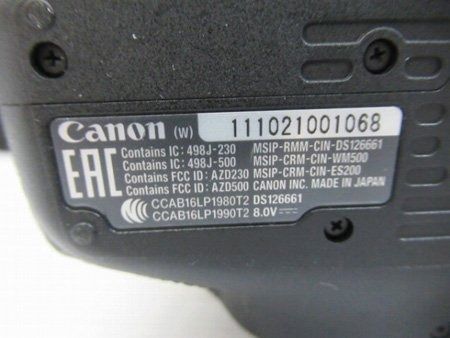 Canon (W) 111021001068
EAC Contains IC: 498J-230 MSIP-RMM-CIN-DS126661
Contains IC: 498J-500 MSIP-CRM-CIN-WM500
Contains FCC ID: AZD230 MSIP-CRM-CIN-ES200
Contains FCC ID: AZD500 CANON INC. MADE IN JAPAN
CCAB16LP1980T2 DS126661
CCAB16LP1990T2 8.0V